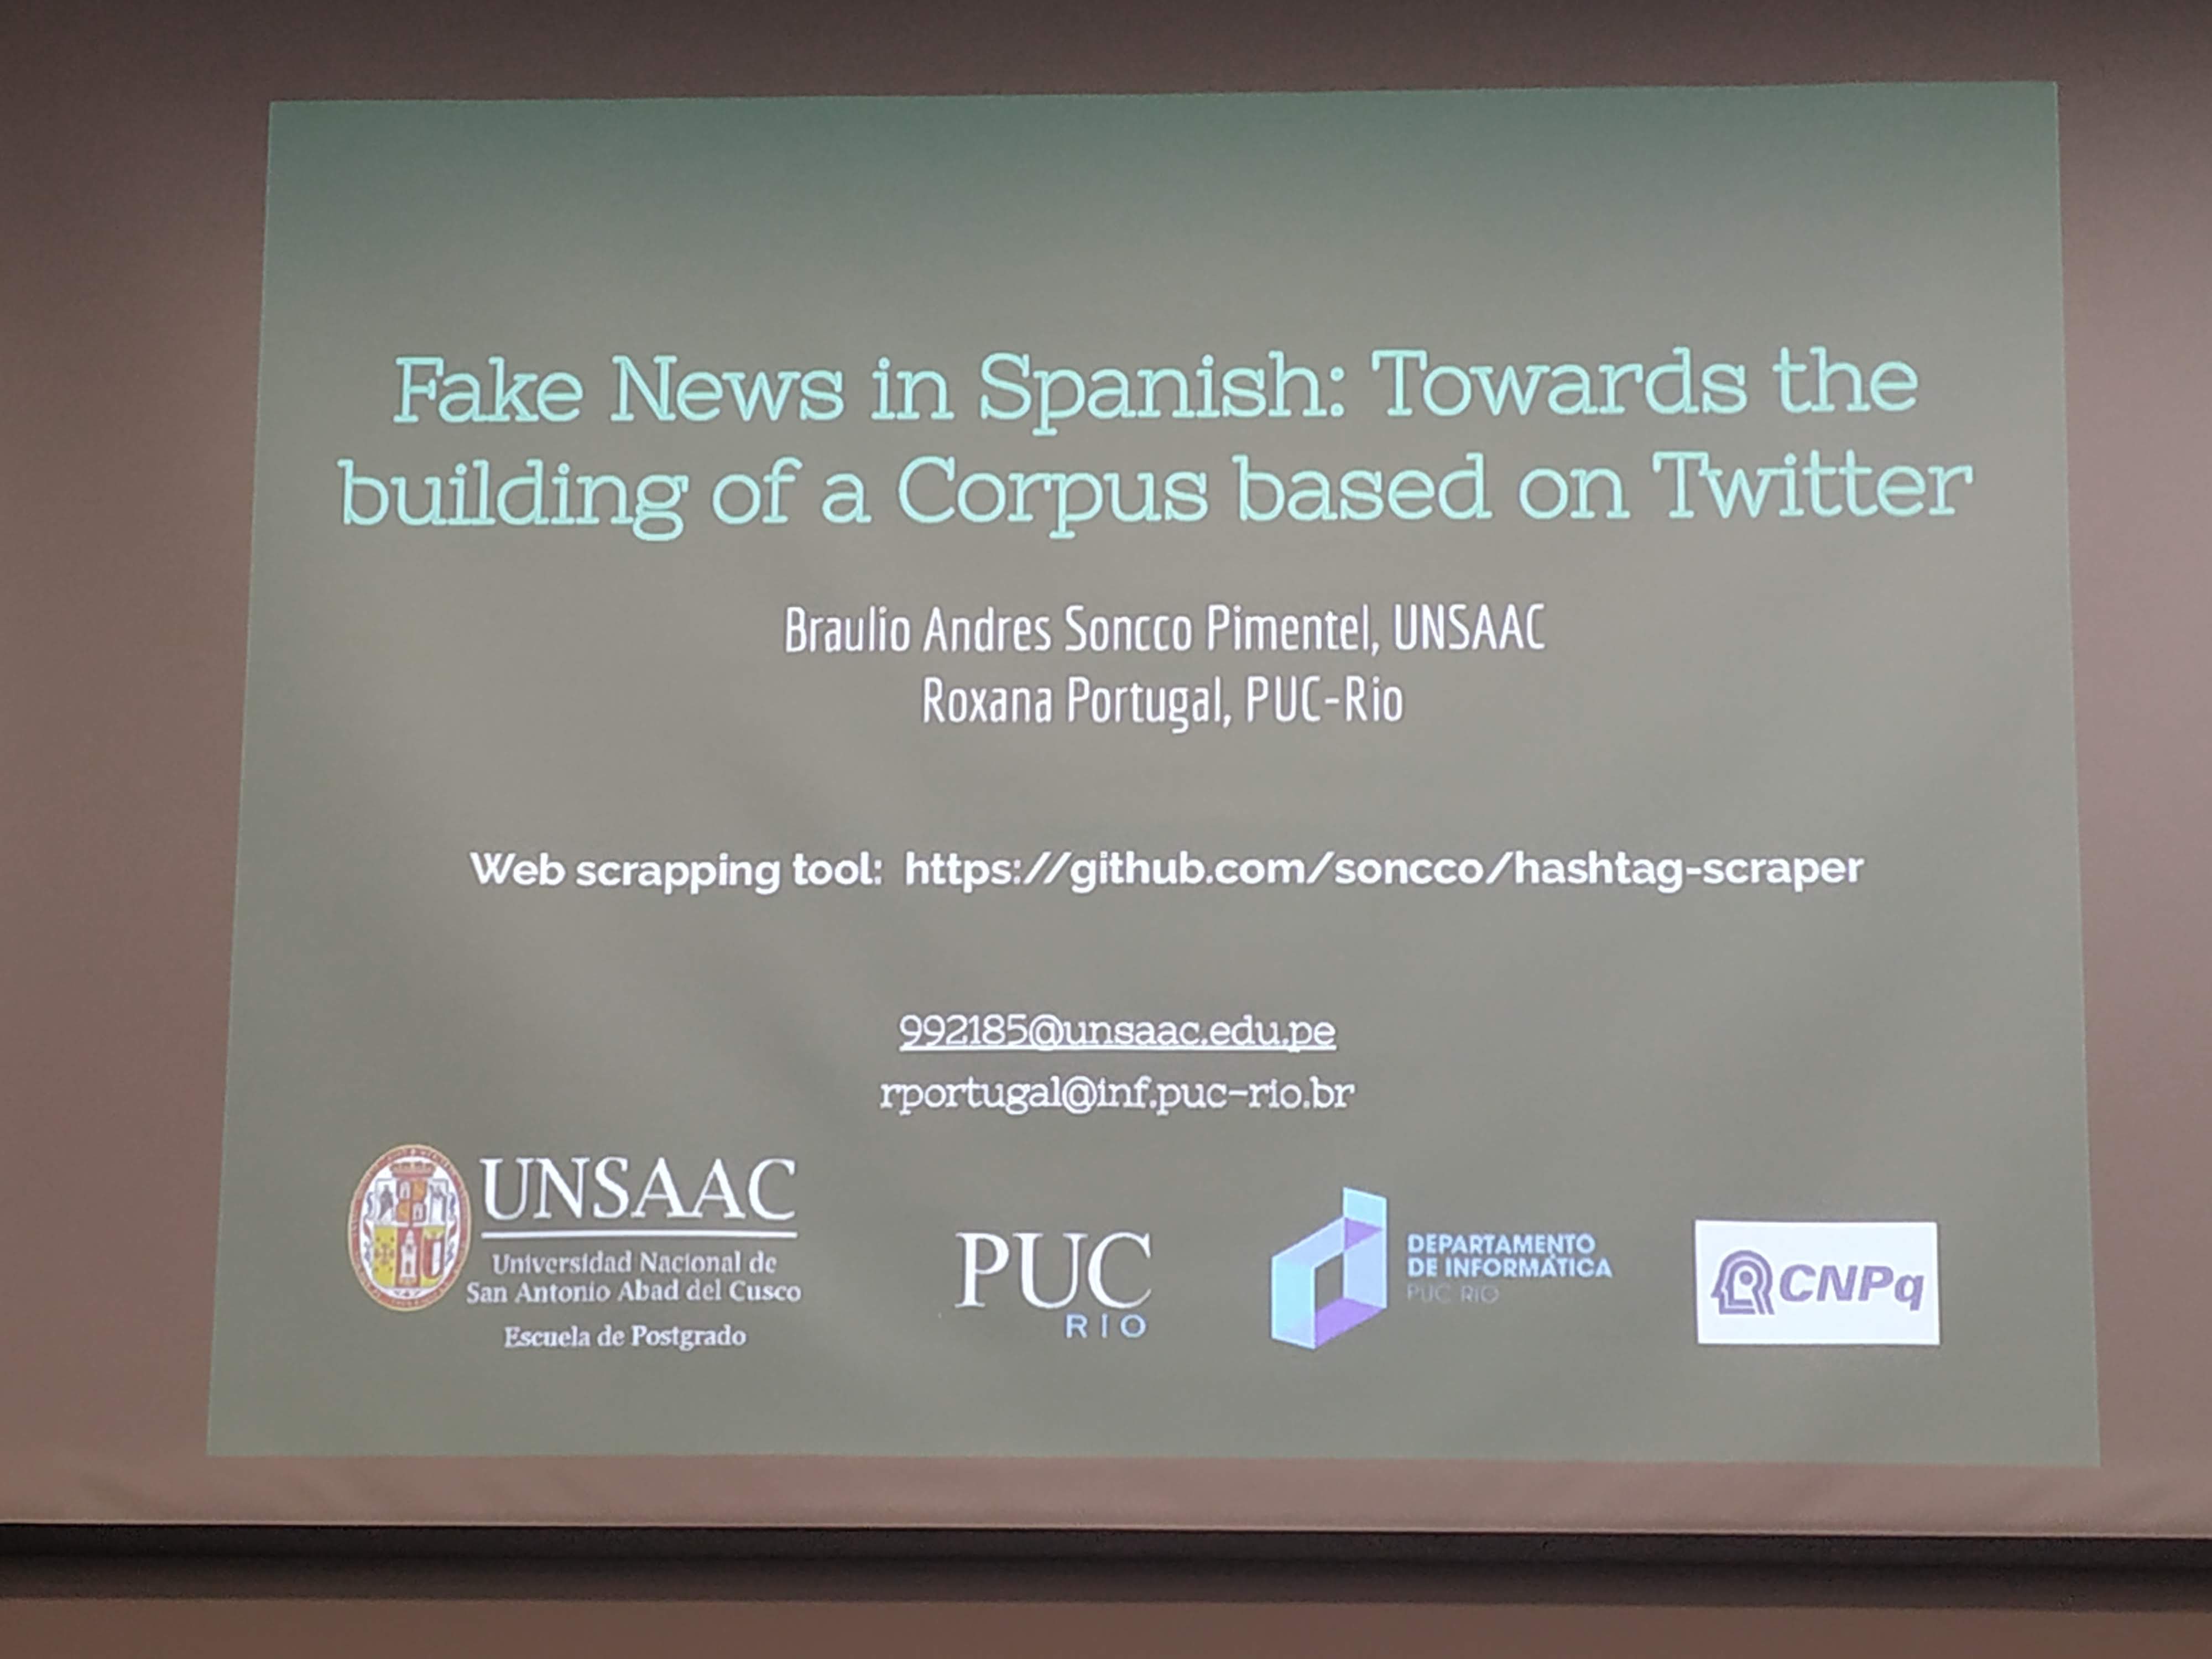 Fake News in Spanish: Towards the
building of a Corpus based on Twitter
Braulio Andres Soncco Pimentel, UNSAAC
Roxana Portugal, PUC-Rio
Web scrapping tool: https://github.com/soncco/hashtag-scraper
992185@unsaac.edu.pe
rportugal@inf.puc-rio.br
UNSAAC
Universidad Nacional de
San Antonio Abad del Cusco
Escuela de Postgrado
PUC
RIO
DEPARTAMENTO
DE INFORMÁTICA
PUC RIO
CNPq